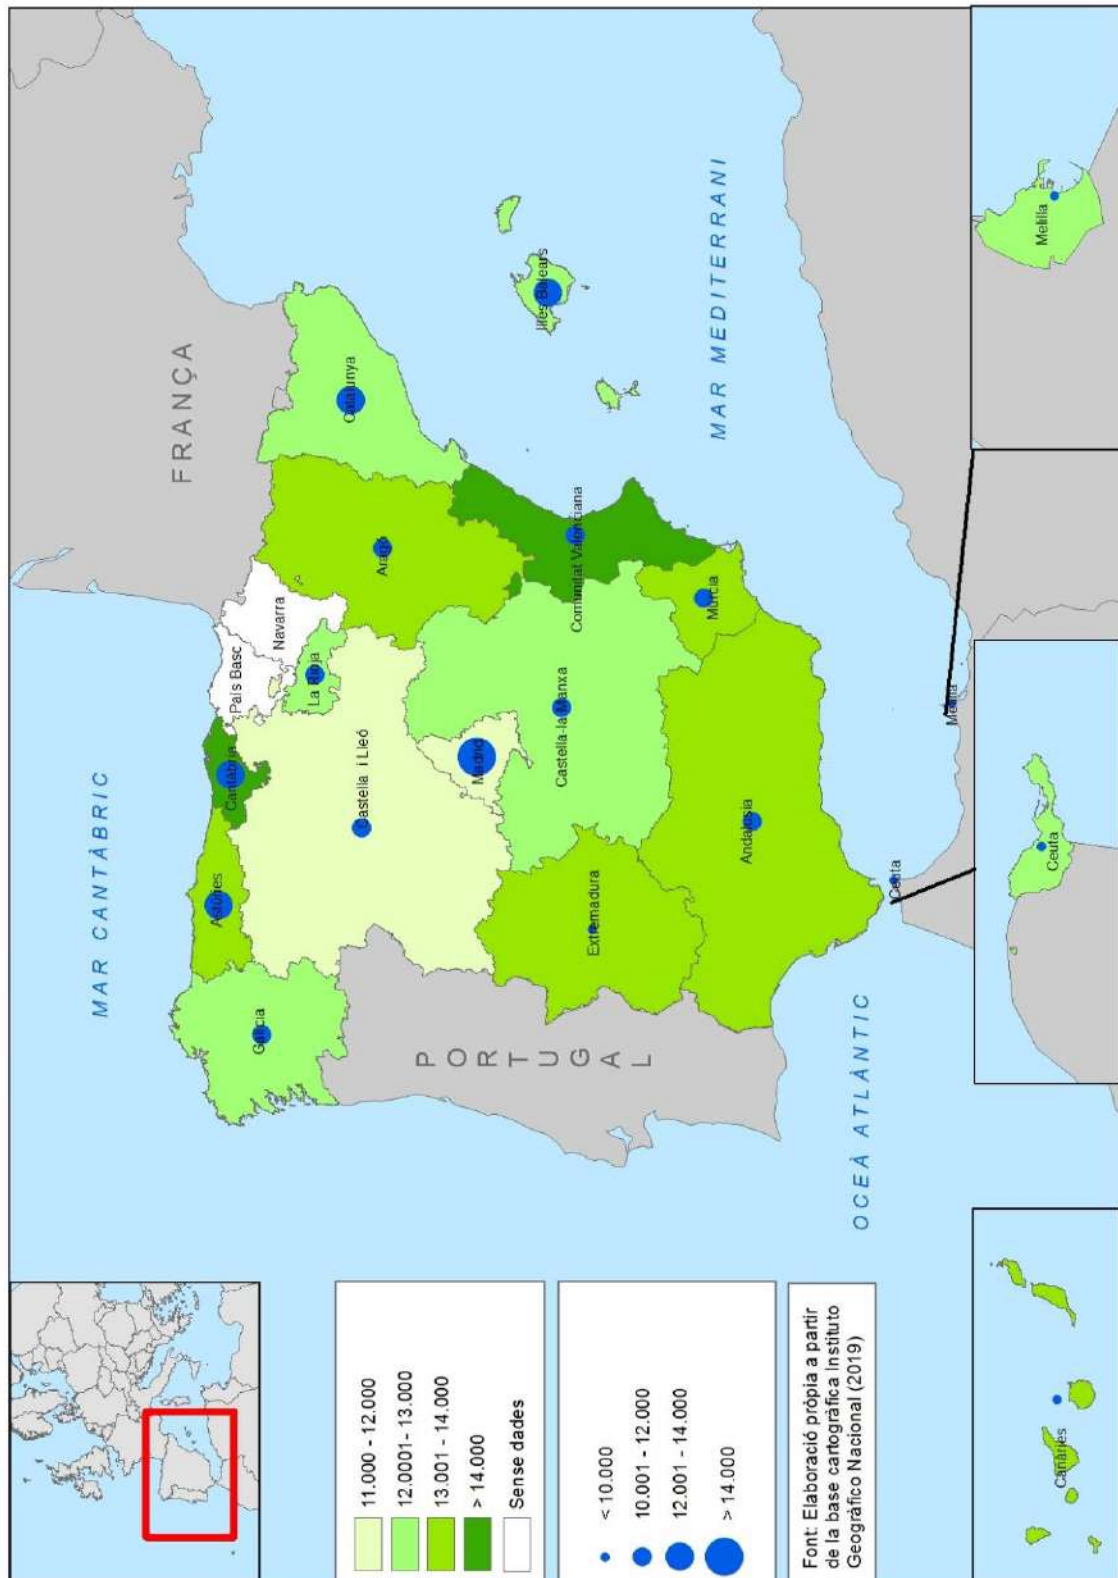 MAR CANTÀBRIC
FRANÇA
PORTUGAL
MAR MEDITERRANI
OCEÀ ATLÀNTIC
Galícia
Astúries
Cantàbria
País Basc
Navarra
La Rioja
Aragó
Catalunya
Castella i Lleó
Madrid
Castella-la Manxa
Comunitat Valenciana
Illes Balears
Extremadura
Andalusia
Múrcia
Ceuta
Melilla
Canàries
Ceuta
Melilla
11.000 - 12.000
12.0001 - 13.000
13.001 - 14.000
> 14.000
Sense dades
< 10.000
10.001 - 12.000
12.001 - 14.000
> 14.000
Font: Elaboració pròpia a partir
de la base cartogràfica Instituto
Geográfico Nacional (2019)